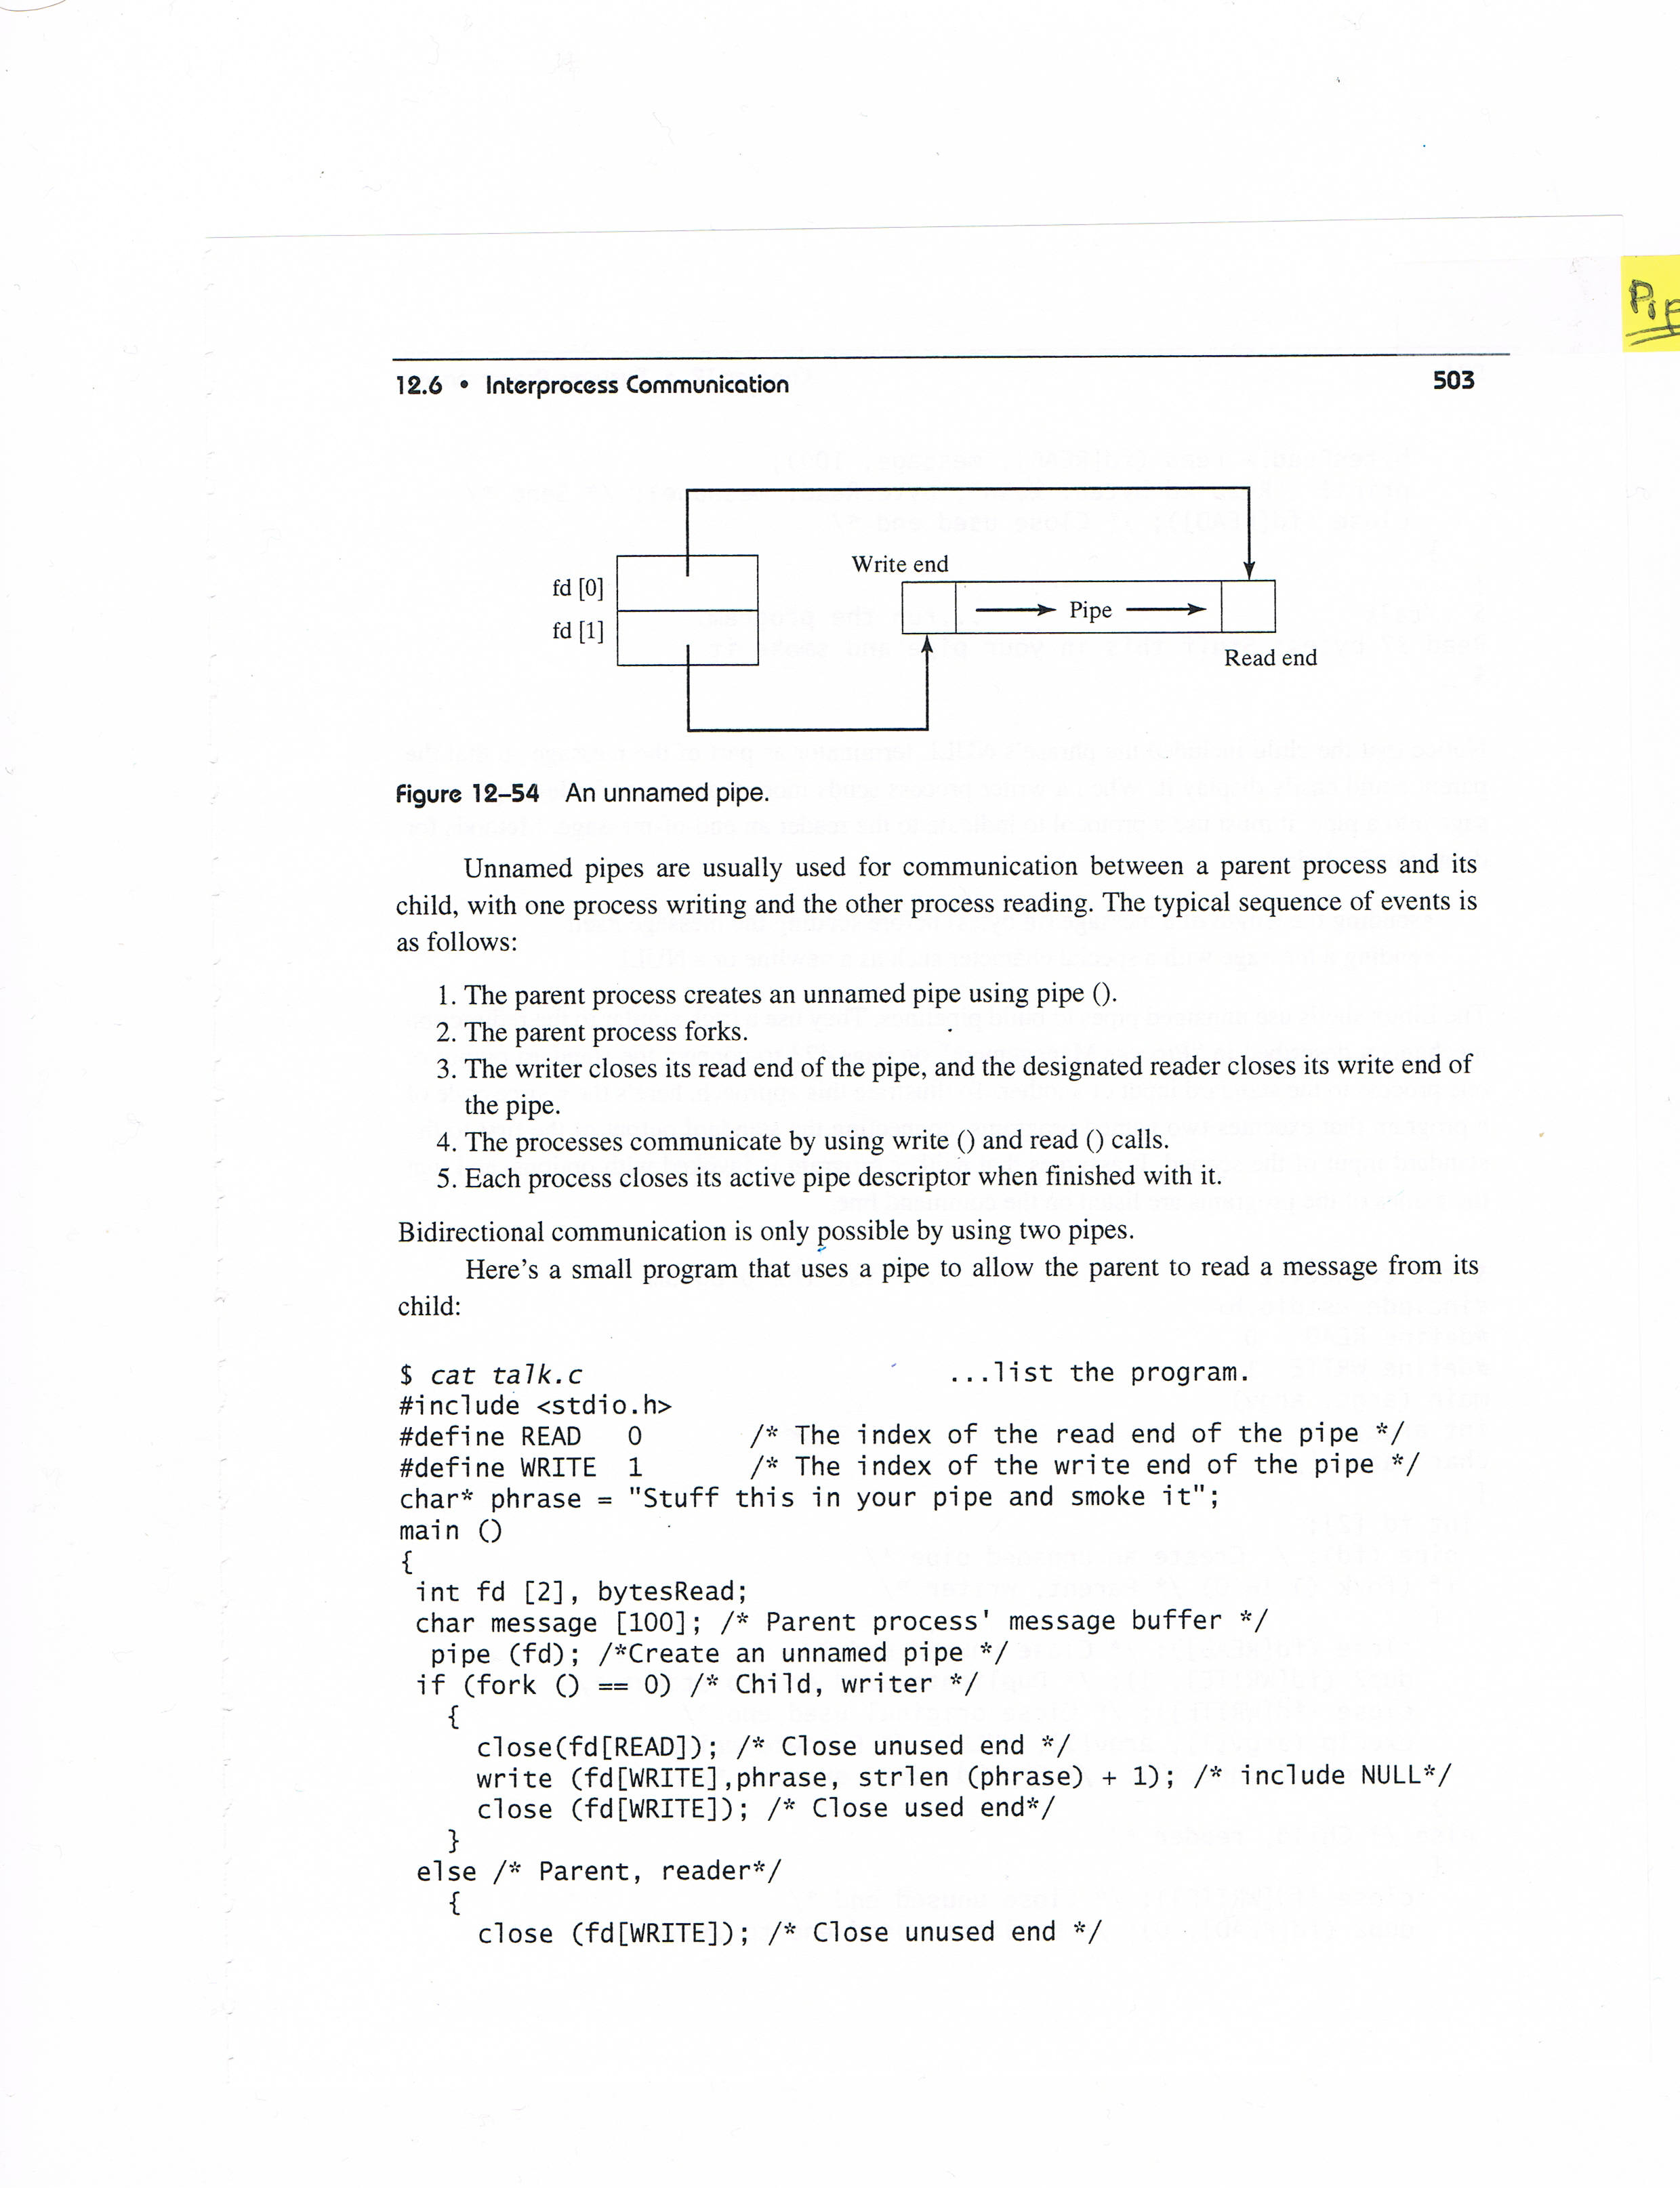 Pip
12.6 • Interprocess Communication 503
fd [0]
fd [1]
Write end
Pipe
Read end
Figure 12–54 An unnamed pipe.
Unnamed pipes are usually used for communication between a parent process and its
child, with one process writing and the other process reading. The typical sequence of events is
as follows:
1. The parent process creates an unnamed pipe using pipe ().
2. The parent process forks.
3. The writer closes its read end of the pipe, and the designated reader closes its write end of
the pipe.
4. The processes communicate by using write () and read () calls.
5. Each process closes its active pipe descriptor when finished with it.
Bidirectional communication is only possible by using two pipes.
Here’s a small program that uses a pipe to allow the parent to read a message from its
child:
$ cat talk.c ...list the program.
#include <stdio.h>
#define READ 0 /* The index of the read end of the pipe */
#define WRITE 1 /* The index of the write end of the pipe */
char* phrase = "Stuff this in your pipe and smoke it";
main ()
{
int fd [2], bytesRead;
char message [100]; /* Parent process' message buffer */
pipe (fd); /*Create an unnamed pipe */
if (fork () == 0) /* Child, writer */
{
close(fd[READ]); /* Close unused end */
write (fd[WRITE],phrase, strlen (phrase) + 1); /* include NULL*/
close (fd[WRITE]); /* Close used end*/
}
else /* Parent, reader*/
{
close (fd[WRITE]); /* Close unused end */